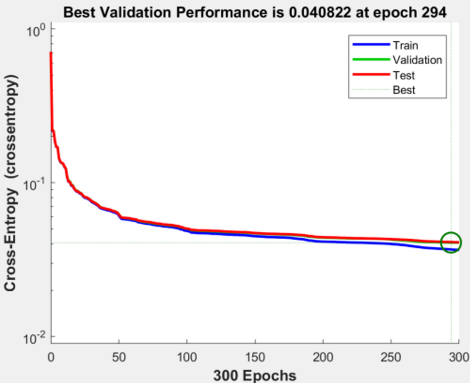 Best Validation Performance is 0.040822 at epoch 294
Cross-Entropy (crossentropy)
10^0
10^-1
10^-2
Train
Validation
Test
Best
0 50 100 150 200 250 300
300 Epochs